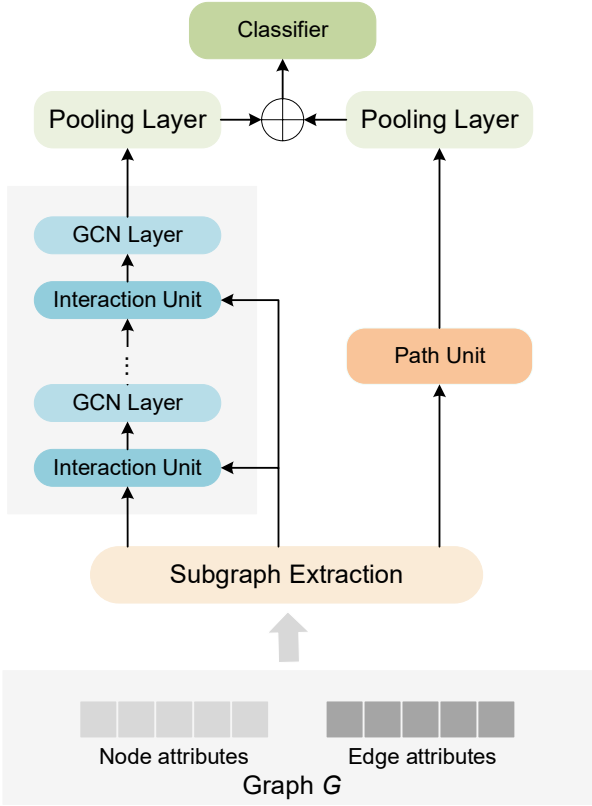 Classifier
Pooling Layer
Pooling Layer
GCN Layer
Interaction Unit
Path Unit
GCN Layer
Interaction Unit
Subgraph Extraction
Node attributes
Edge attributes
Graph G